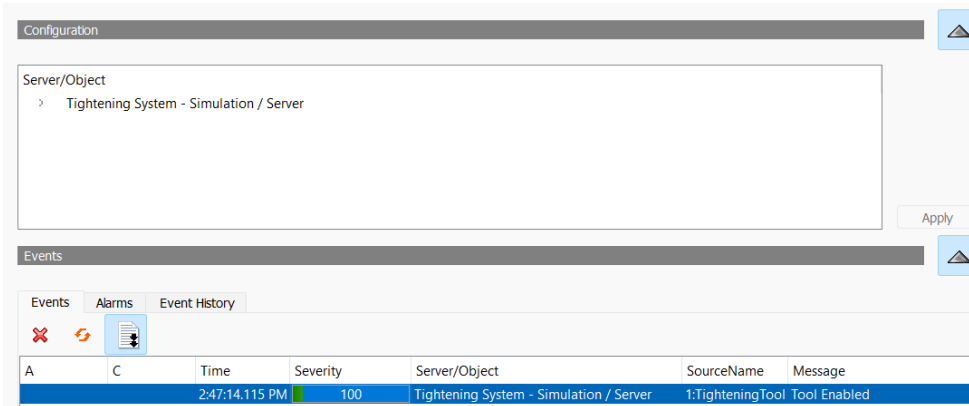 Configuration
Server/Object
Tightening System - Simulation / Server
Apply
Events
Events Alarms Event History
A C Time Severity Server/Object SourceName Message
2:47:14.115 PM 100 Tightening System - Simulation / Server 1:TighteningTool Tool Enabled